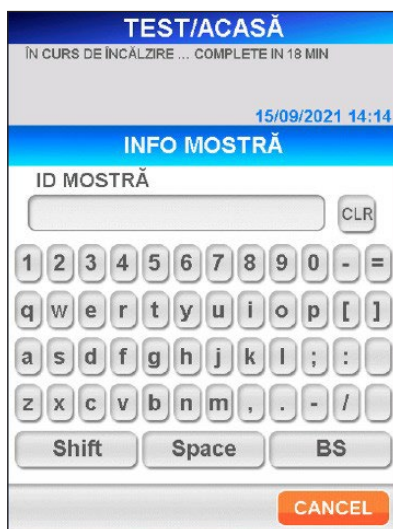 TEST/ACASĂ
ÎN CURS DE ÎNCĂLZIRE ... COMPLETE IN 18 MIN
15/09/2021 14:14
INFO MOSTRĂ
ID MOSTRĂ
CLR
1 2 3 4 5 6 7 8 9 0 - =
q w e r t y u i o p [ ]
a s d f g h j k l ; :
z x c v b n m , . - /
Shift Space BS
CANCEL